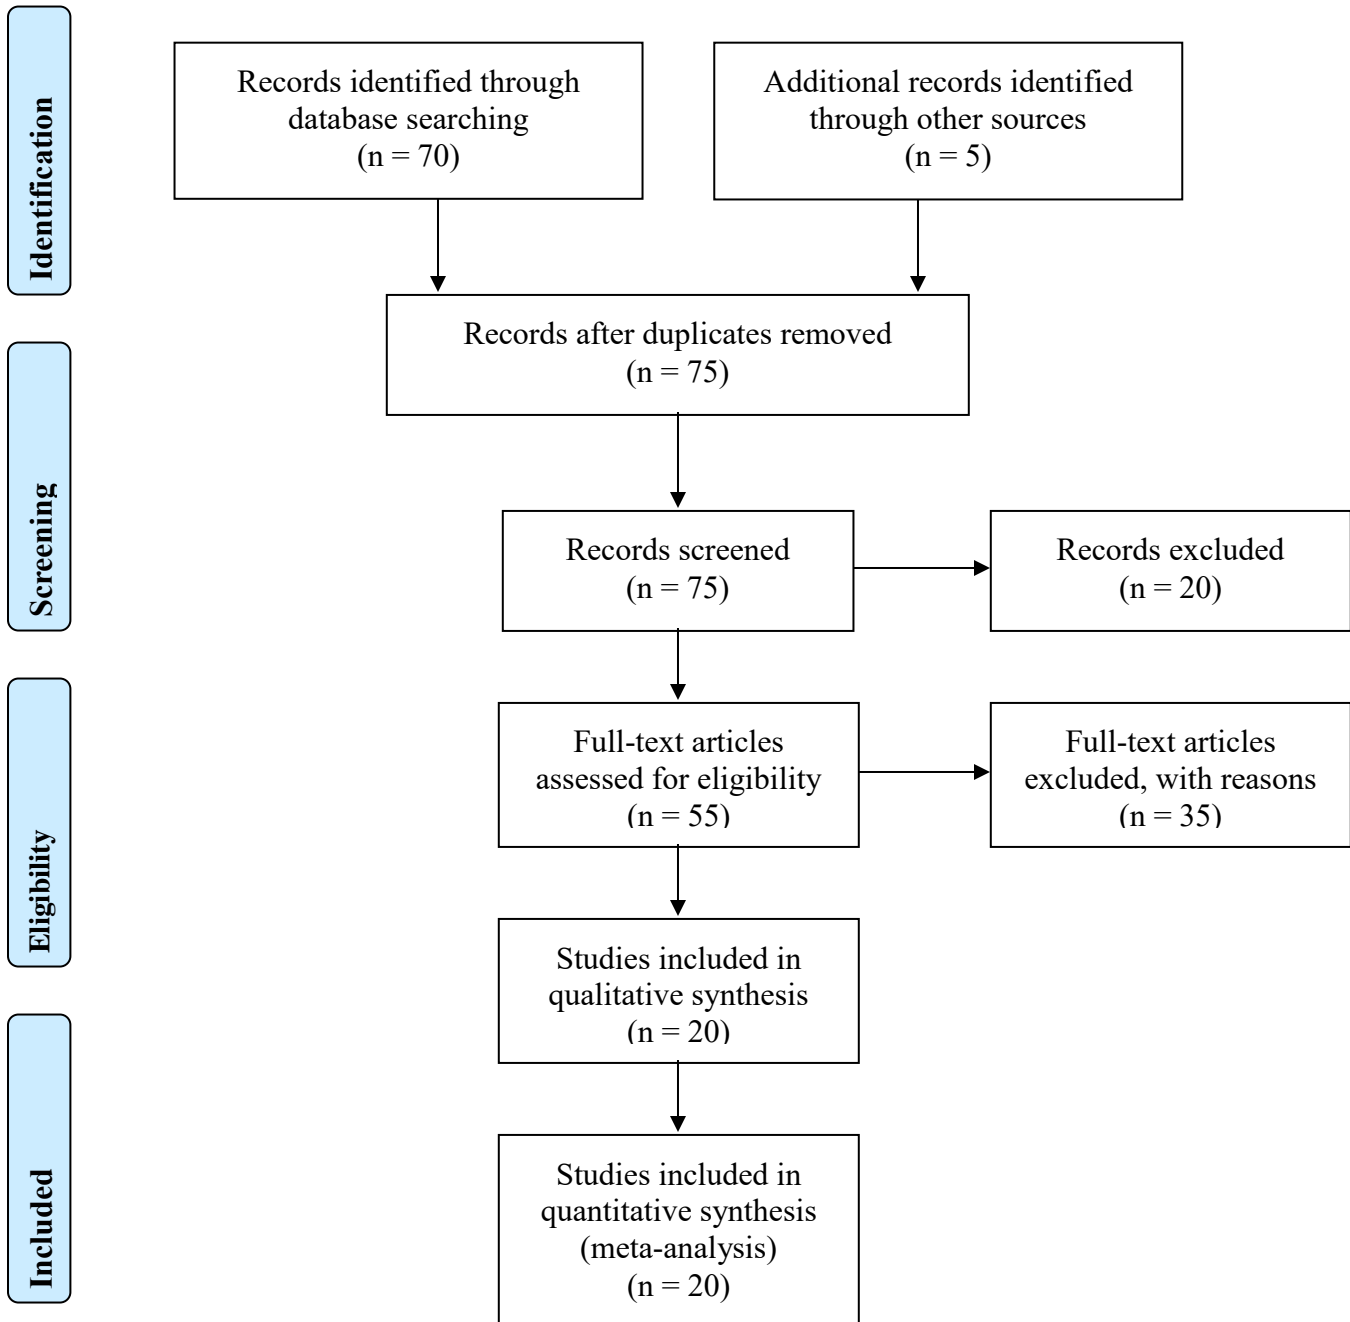 Identification
Records identified through
database searching
(n = 70)
Additional records identified
through other sources
(n = 5)
Records after duplicates removed
(n = 75)
Screening
Records screened
(n = 75)
Records excluded
(n = 20)
Eligibility
Full-text articles
assessed for eligibility
(n = 55)
Full-text articles
excluded, with reasons
(n = 35)
Studies included in
qualitative synthesis
(n = 20)
Included
Studies included in
quantitative synthesis
(meta-analysis)
(n = 20)